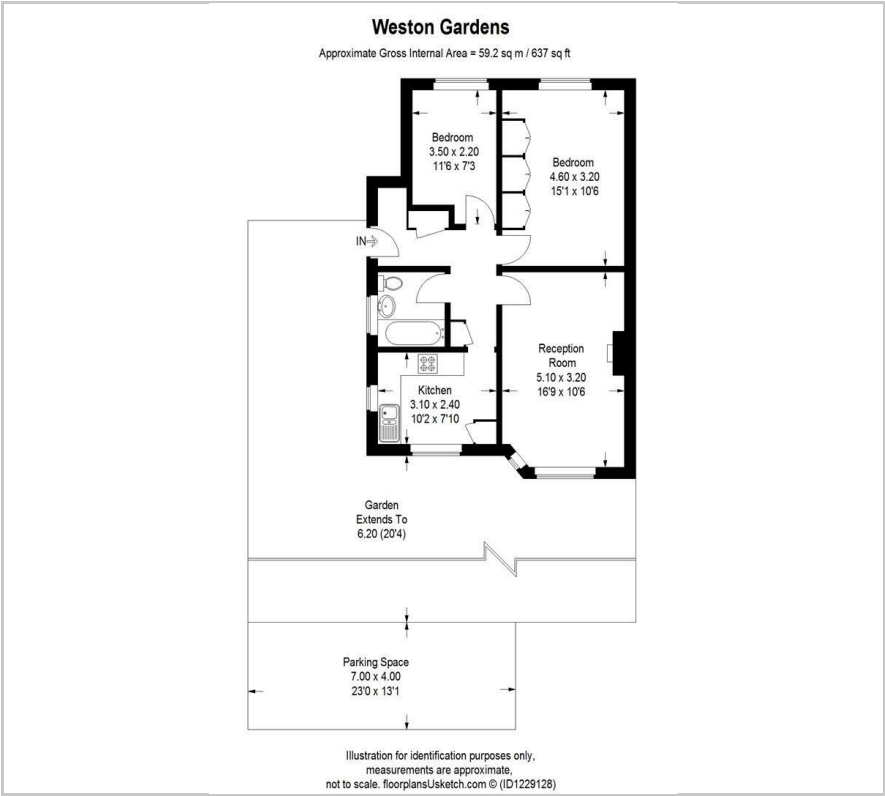 Weston Gardens
Approximate Gross Internal Area = 59.2 sq m / 637 sq ft
Bedroom
3.50 x 2.20
11'6 x 7'3
Bedroom
4.60 x 3.20
15'1 x 10'6
IN
Reception
Room
5.10 x 3.20
16'9 x 10'6
Kitchen
3.10 x 2.40
10'2 x 7'10
Garden
Extends To
6.20 (20'4)
Parking Space
7.00 x 4.00
23'0 x 13'1
Illustration for identification purposes only,
measurements are approximate,
not to scale. floorplansUsketch.com © (ID1229128)